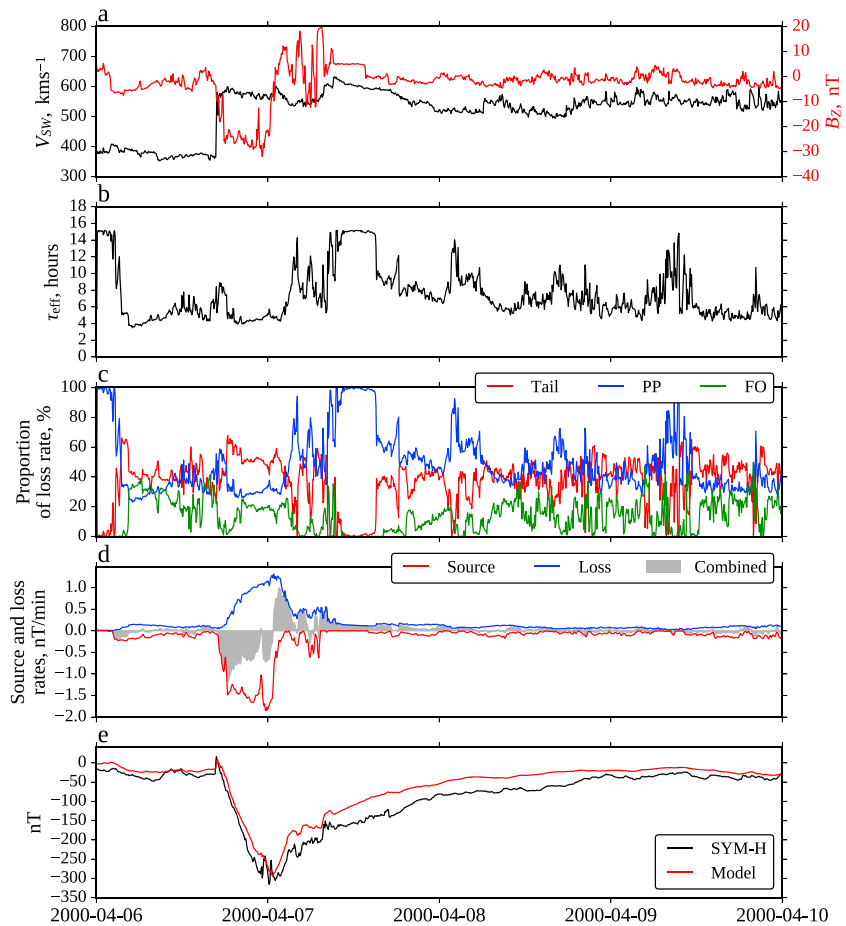 a
800
700
600
500
400
300
V_SW, kms⁻¹
20
10
0
−10
−20
−30
−40
B_Z, nT
b
18
16
14
12
10
8
6
4
2
0
τ_eff, hours
c
100
80
60
40
20
0
Proportion
of loss rate, %
Tail PP FO
d
1.0
0.5
0.0
−0.5
−1.0
−1.5
−2.0
Source and loss
rates, nT/min
Source Loss Combined
e
0
−50
−100
−150
−200
−250
−300
−350
nT
SYM-H
Model
2000-04-06 2000-04-07 2000-04-08 2000-04-09 2000-04-10